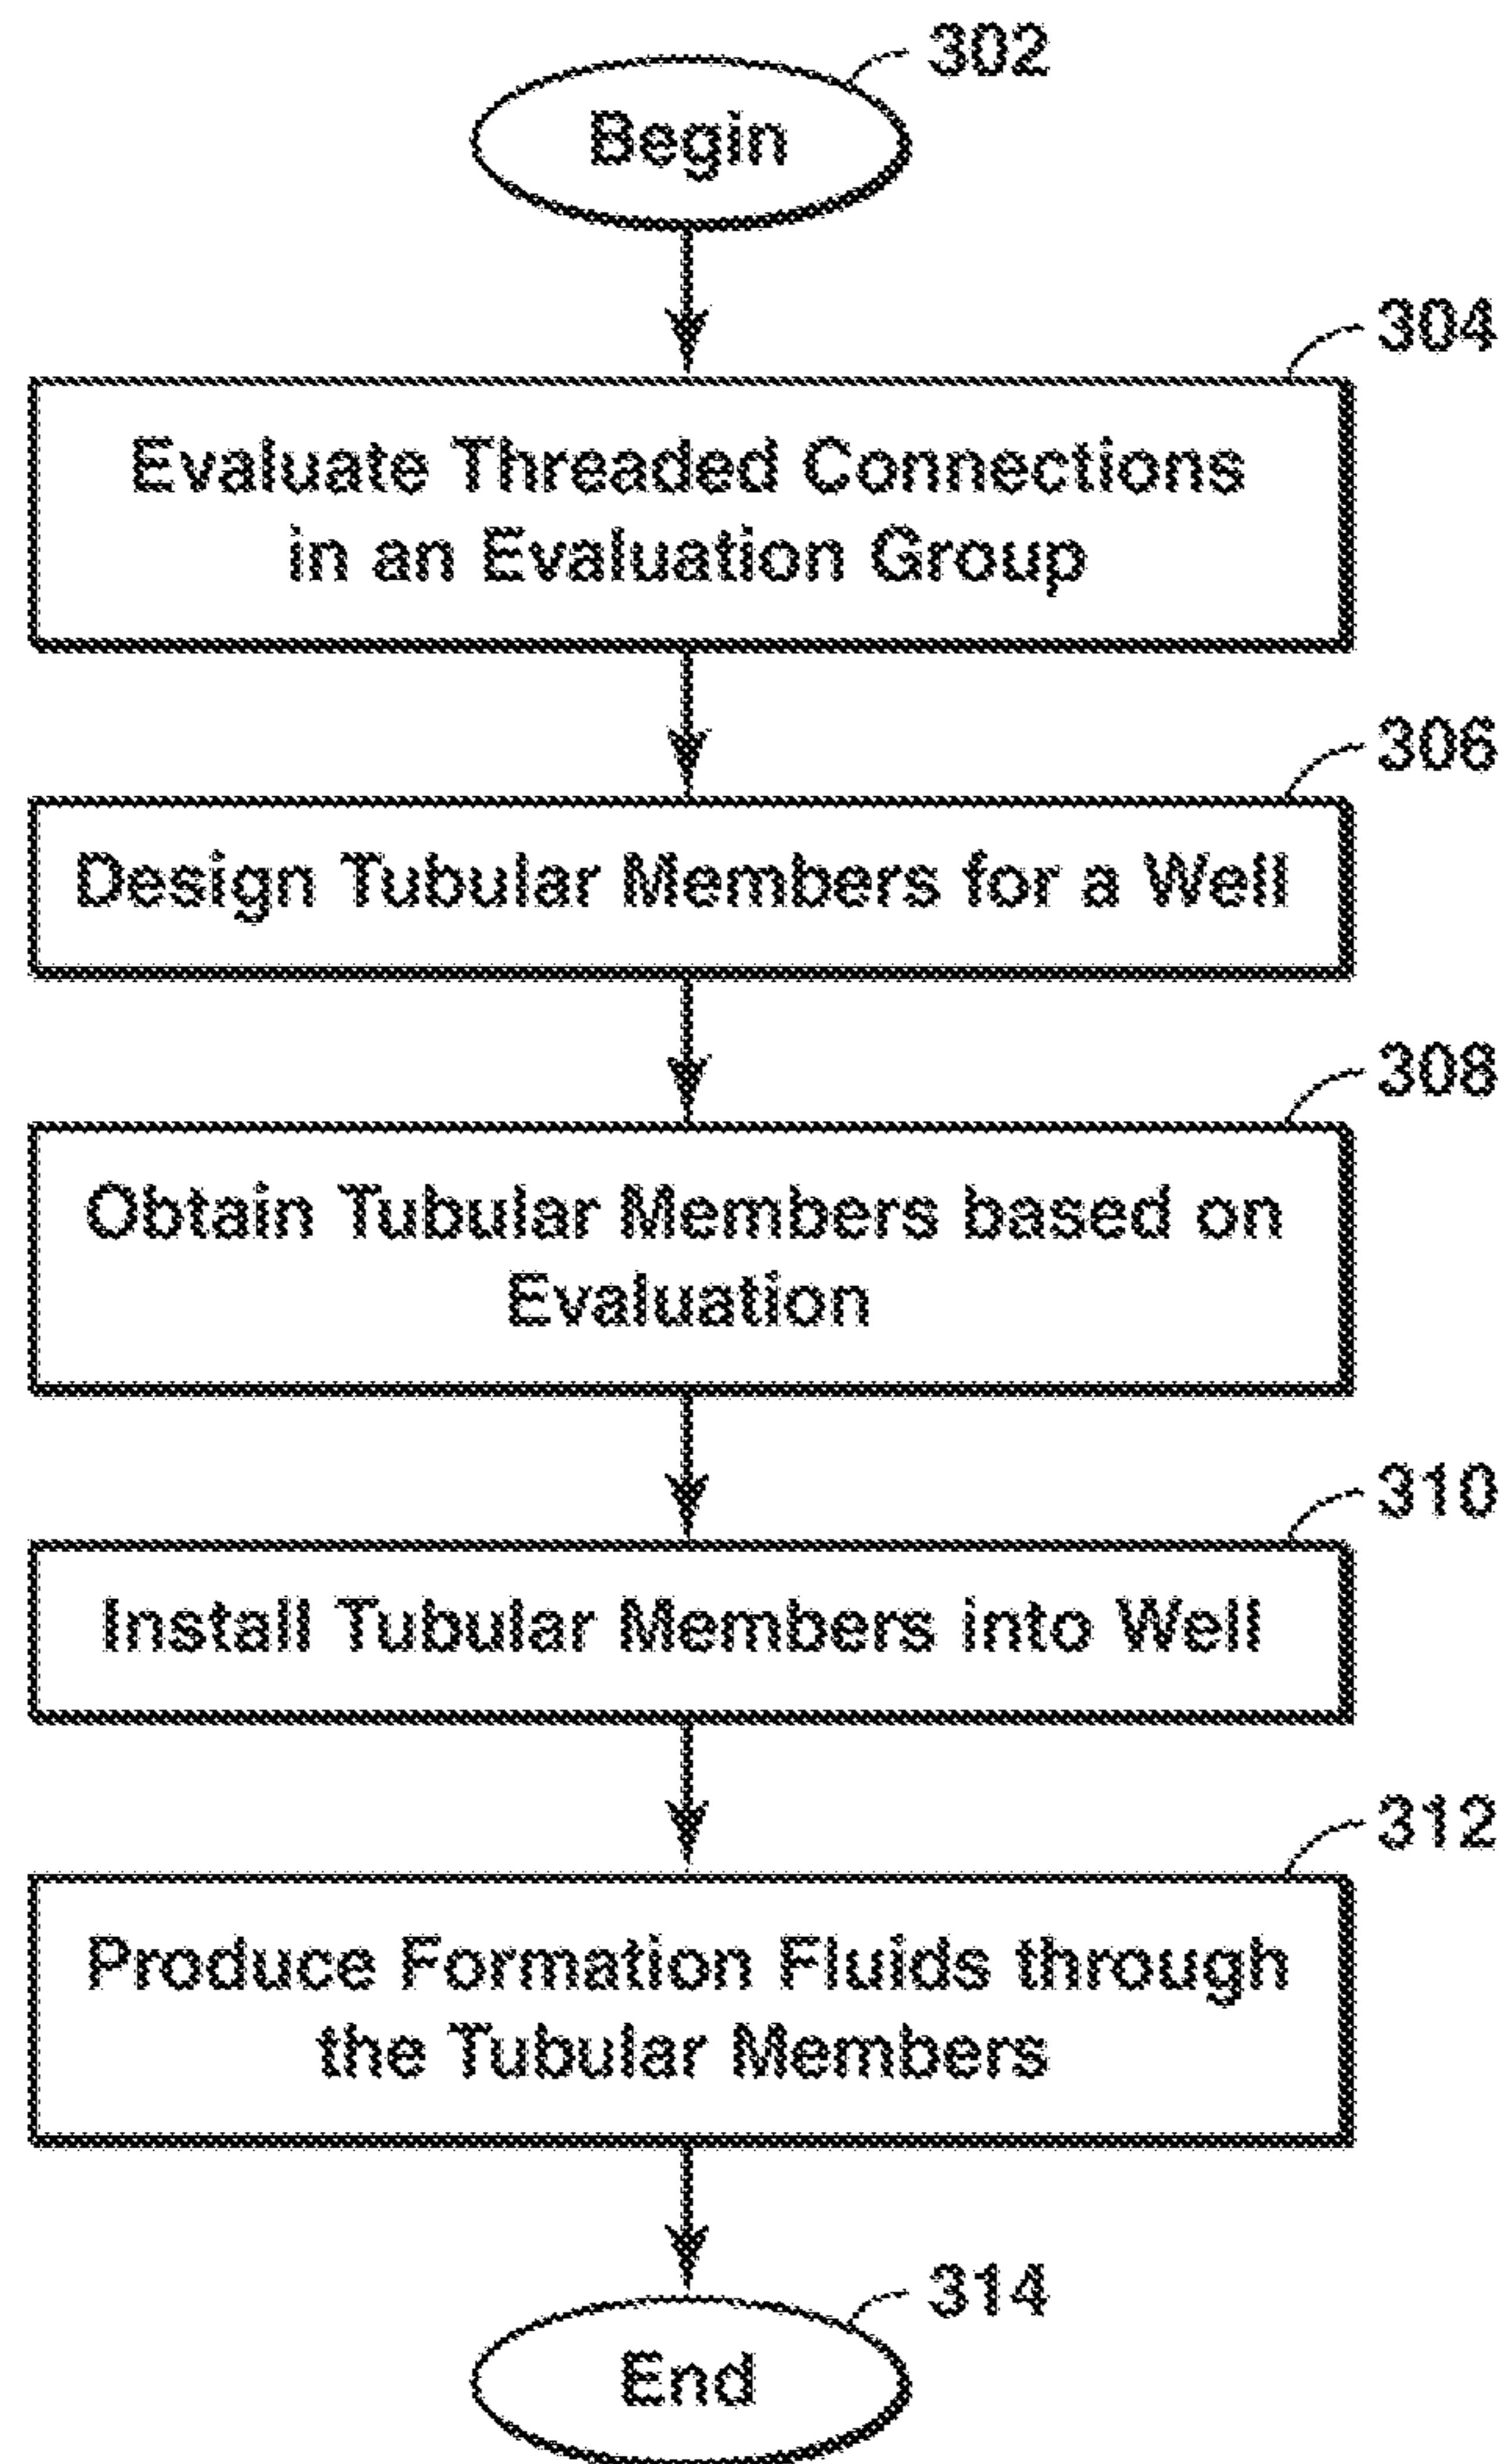 302
Begin
304
Evaluate Threaded Connections
in an Evaluation Group
306
Design Tubular Members for a Well
308
Obtain Tubular Members based on
Evaluation
310
Install Tubular Members into Well
312
Produce Formation Fluids through
the Tubular Members
314
End